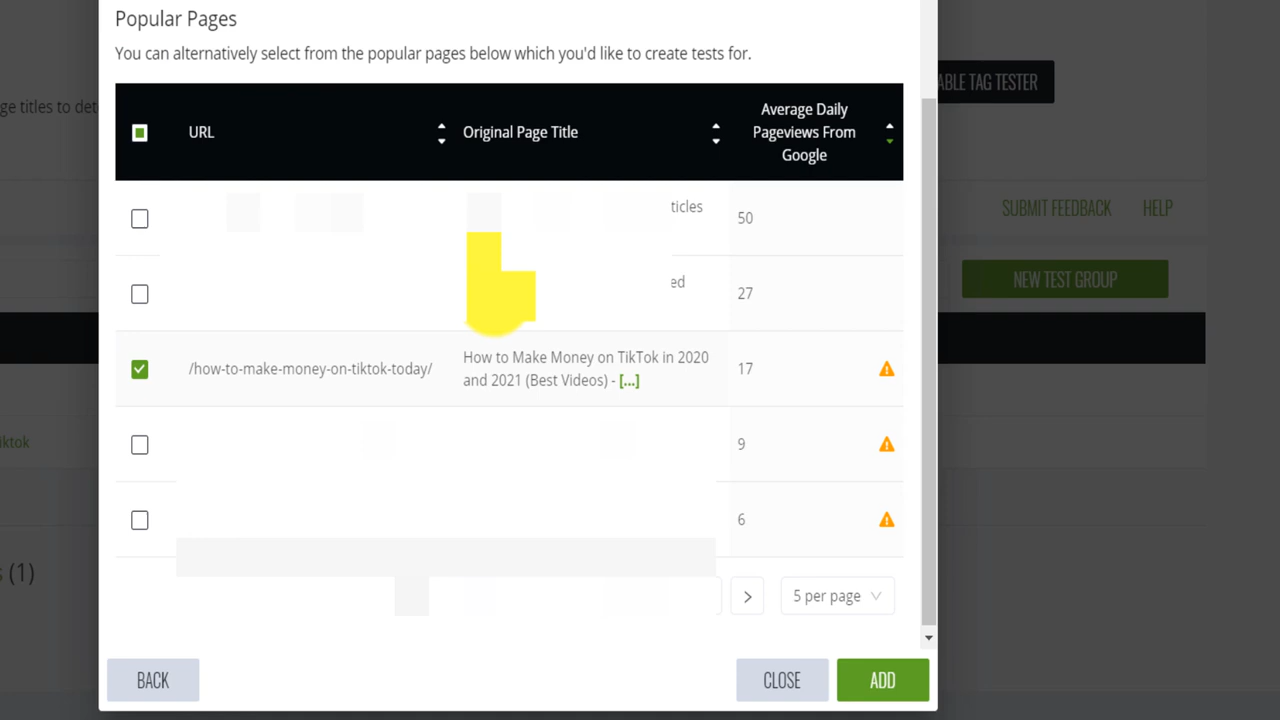 Popular Pages
You can alternatively select from the popular pages below which you'd like to create tests for.
ABLE TAG TESTER
ge titles to det
URL
Original Page Title
Average Daily
Pageviews From
Google
ticles
50
SUBMIT FEEDBACK
HELP
ed
27
NEW TEST GROUP
/how-to-make-money-on-tiktok-today/
How to Make Money on TikTok in 2020
and 2021 (Best Videos) - [...]
17
iktok
9
6
s (1)
5 per page
BACK
CLOSE
ADD